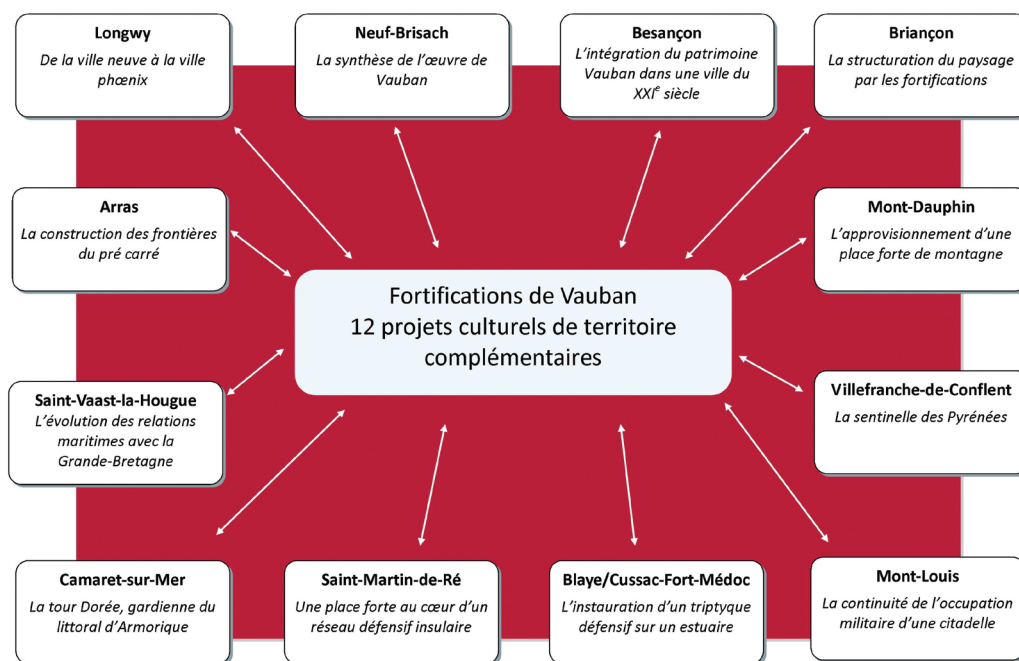 Longwy
De la ville neuve à la ville
phœnix
Neuf-Brisach
La synthèse de l’œuvre de
Vauban
Besançon
L’intégration du patrimoine
Vauban dans une ville du
XXIe siècle
Briançon
La structuration du paysage
par les fortifications
Arras
La construction des frontières
du pré carré
Mont-Dauphin
L’approvisionnement d’une
place forte de montagne
Fortifications de Vauban
12 projets culturels de territoire
complémentaires
Saint-Vaast-la-Hougue
L’évolution des relations
maritimes avec la
Grande-Bretagne
Villefranche-de-Conflent
La sentinelle des Pyrénées
Camaret-sur-Mer
La tour Dorée, gardienne du
littoral d’Armorique
Saint-Martin-de-Ré
Une place forte au cœur d’un
réseau défensif insulaire
Blaye/Cussac-Fort-Médoc
L’instauration d’un triptyque
défensif sur un estuaire
Mont-Louis
La continuité de l’occupation
militaire d’une citadelle